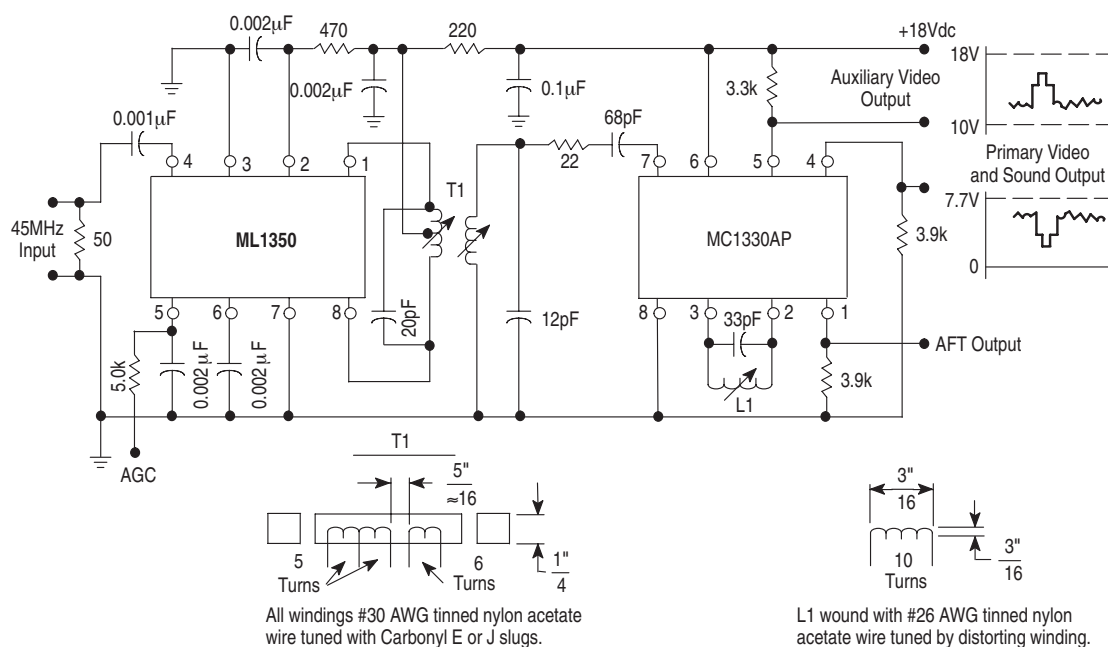 0.002µF
470
220
+18Vdc
18V
0.002µF
0.1µF
3.3k
Auxiliary Video
Output
10V
0.001µF
68pF
22
4
3
2
1
7
6
5
4
Primary Video
and Sound Output
T1
7.7V
45MHz
Input
50
ML1350
MC1330AP
3.9k
0
5
6
7
8
20pF
12pF
8
3
33pF
2
1
AFT Output
5.0k
0.002µF
0.002µF
L1
3.9k
AGC
T1
5"
≈16
5
Turns
6
Turns
1"
4
3"
16
10
Turns
3"
16
All windings #30 AWG tinned nylon acetate
wire tuned with Carbonyl E or J slugs.
L1 wound with #26 AWG tinned nylon
acetate wire tuned by distorting winding.